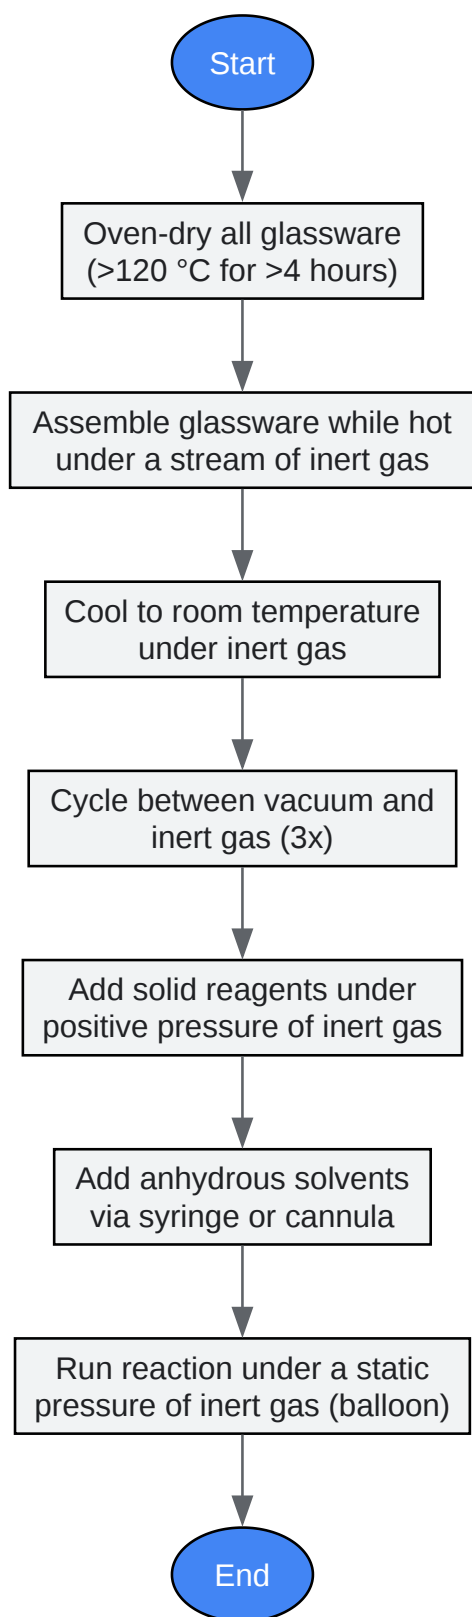 Start
Oven-dry all glassware
(>120 °C for >4 hours)
Assemble glassware while hot
under a stream of inert gas
Cool to room temperature
under inert gas
Cycle between vacuum and
inert gas (3x)
Add solid reagents under
positive pressure of inert gas
Add anhydrous solvents
via syringe or cannula
Run reaction under a static
pressure of inert gas (balloon)
End